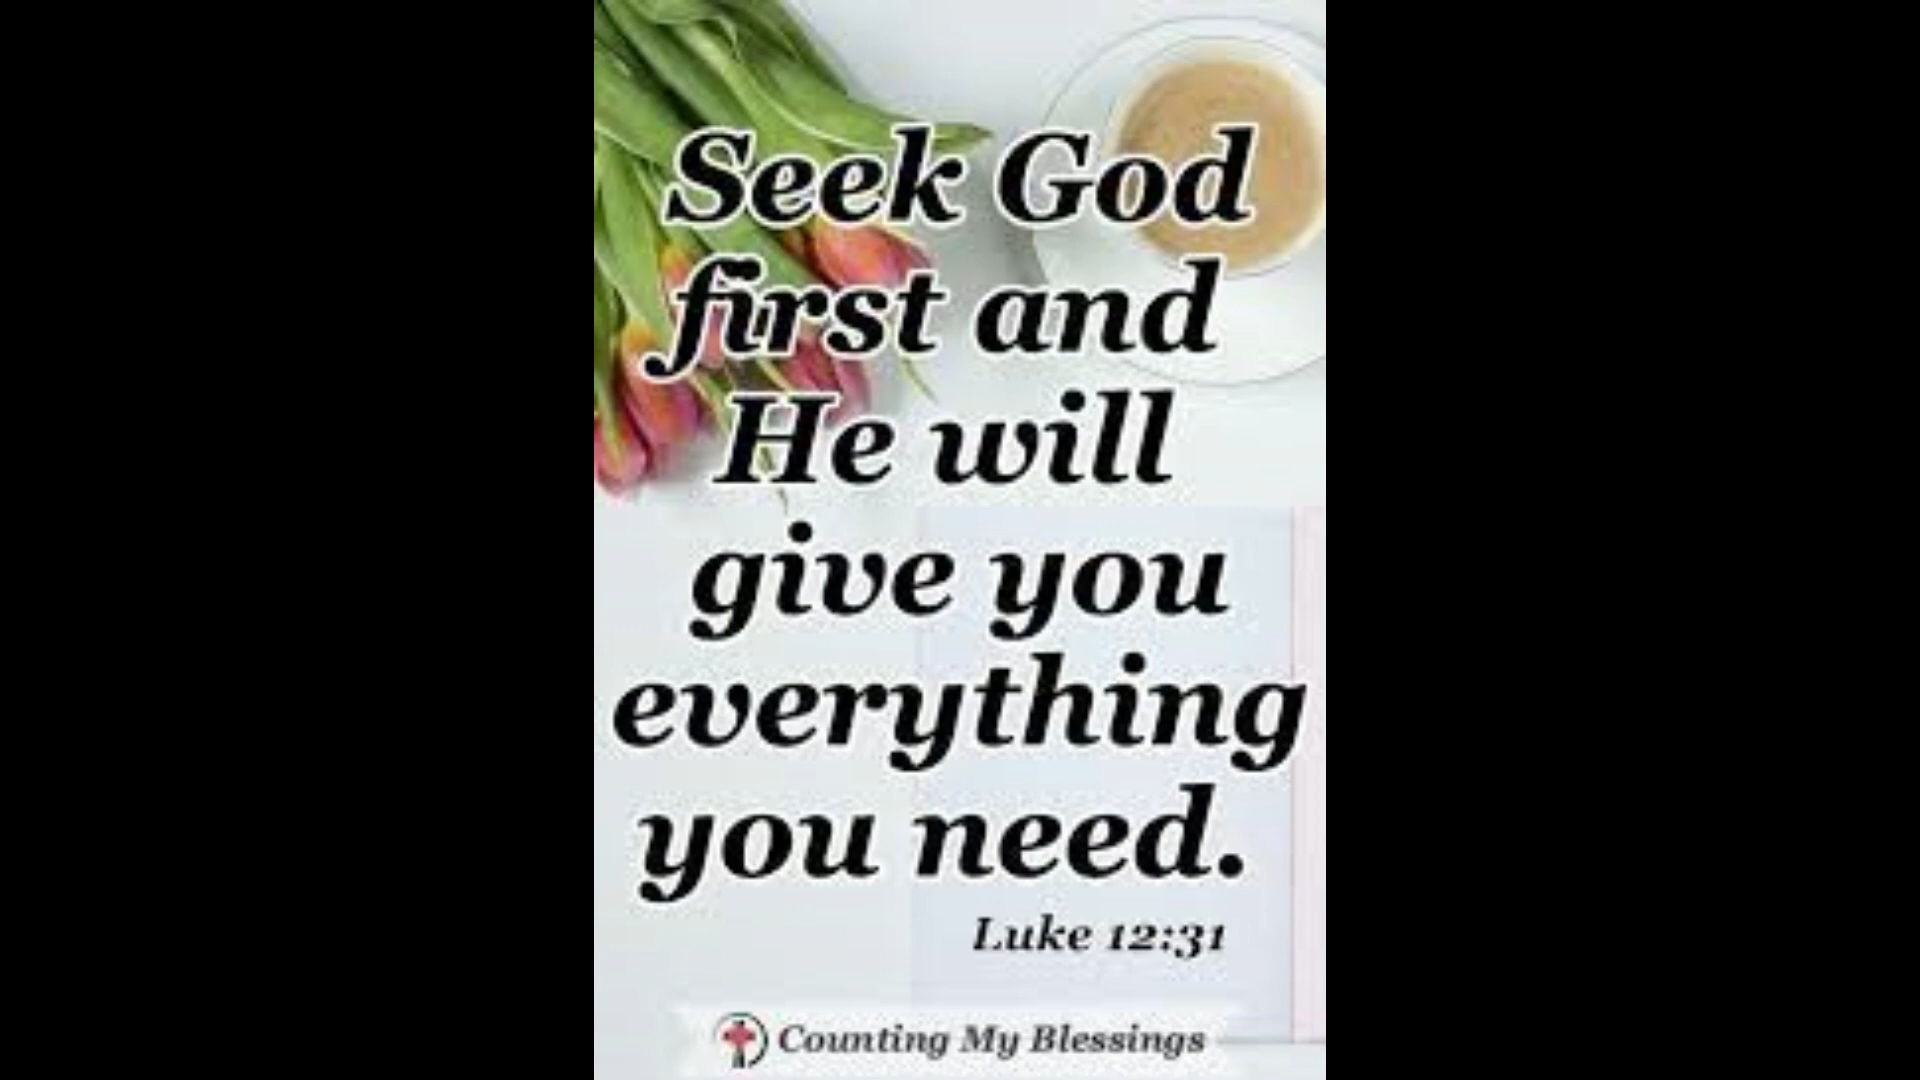 Seek God
first and
He will
give you
everything
you need.
Luke 12:31
Counting My Blessings